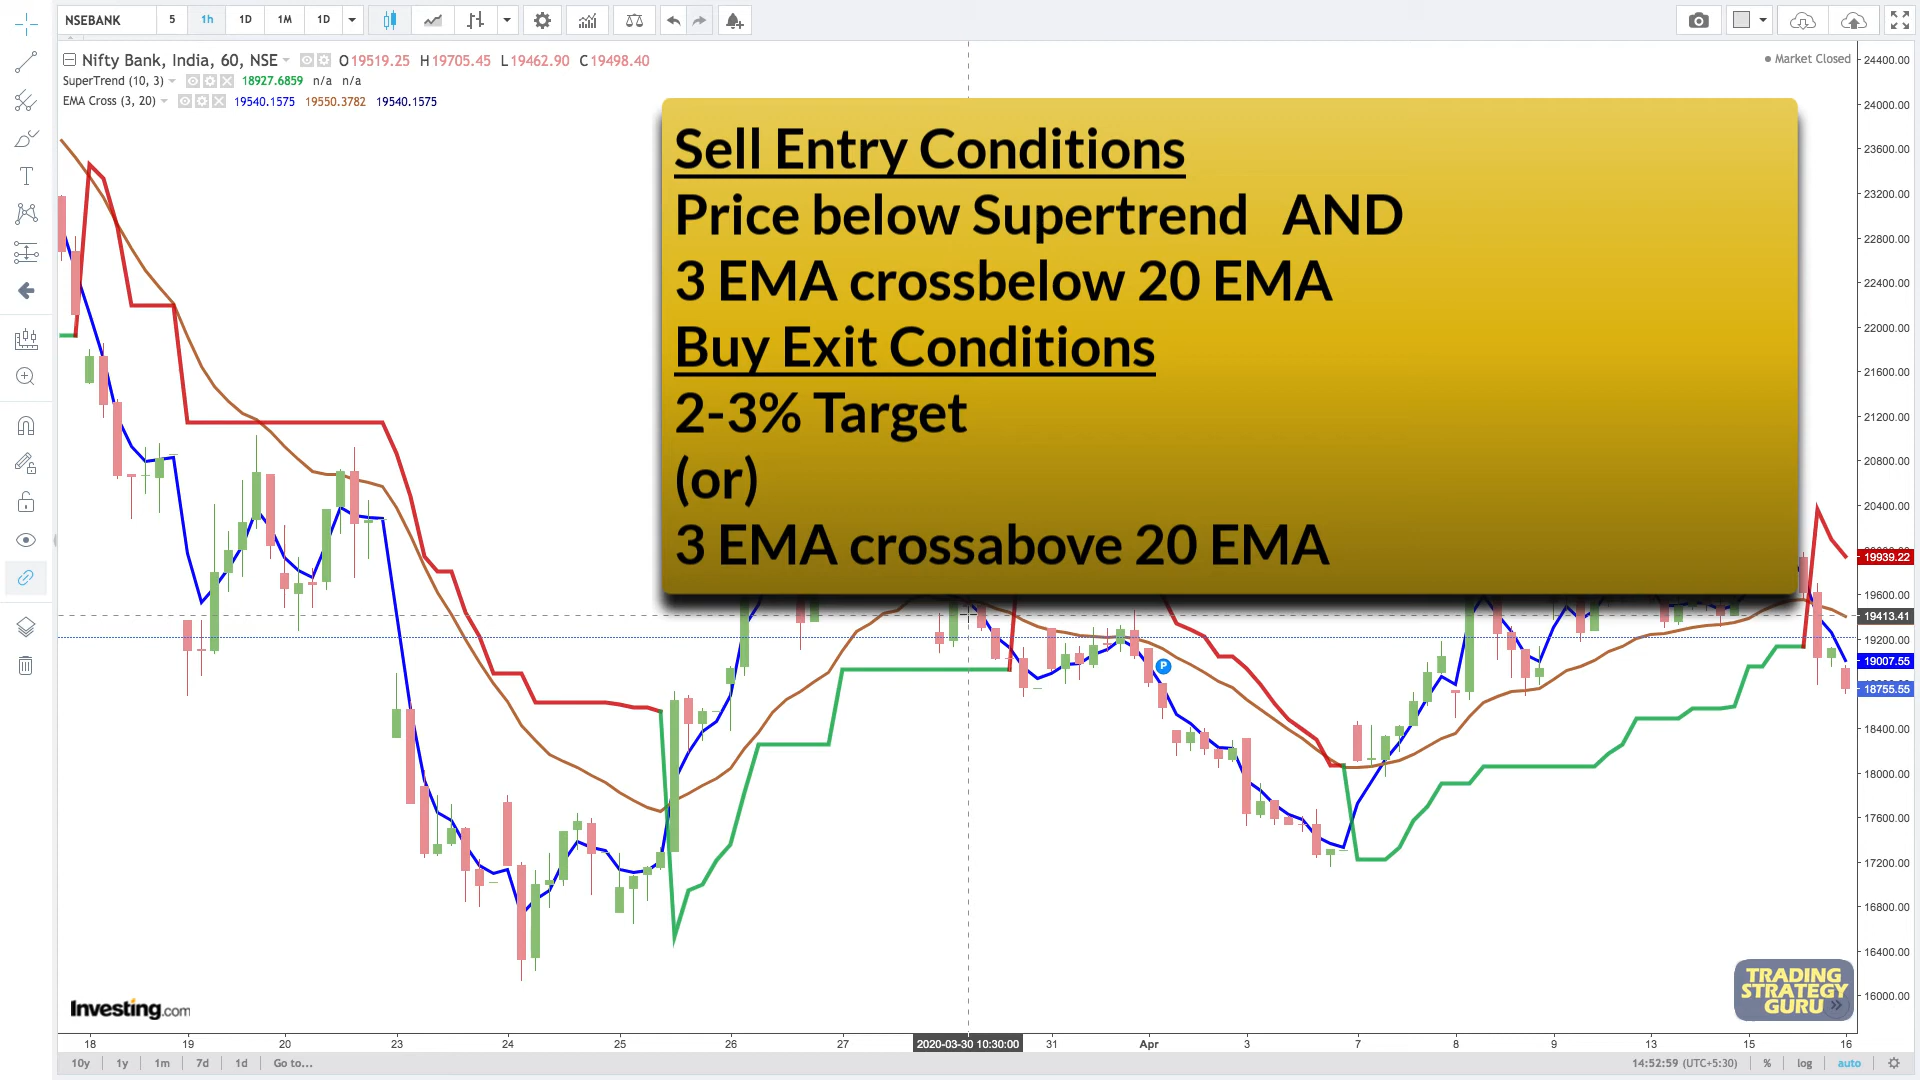 NSEBANK 5 1h 1D 1M 1D
Nifty Bank, India, 60, NSE O19519.25 H19705.45 L19462.90 C19498.40
Market Closed
SuperTrend (10, 3) 18927.6859 n/a n/a
EMA Cross (3, 20) 19540.1575 19550.3782 19540.1575
Sell Entry Conditions
Price below Supertrend AND
3 EMA crossbelow 20 EMA
Buy Exit Conditions
2-3% Target
(or)
3 EMA crossabove 20 EMA
24400.00
24000.00
23600.00
23200.00
22800.00
22400.00
22000.00
21600.00
21200.00
20800.00
20400.00
19939.22
19600.00
19413.41
19200.00
19007.55
18755.55
18400.00
18000.00
17600.00
17200.00
16800.00
16400.00
16000.00
P
TRADING
STRATEGY
GURU
Investing.com
18 19 20 23 24 25 26 27 2020-03-30 10:30:00 31 Apr 3 7 8 9 13 15 16
10y 1y 1m 7d 1d Go to... 14:52:59 (UTC+5:30) % log auto